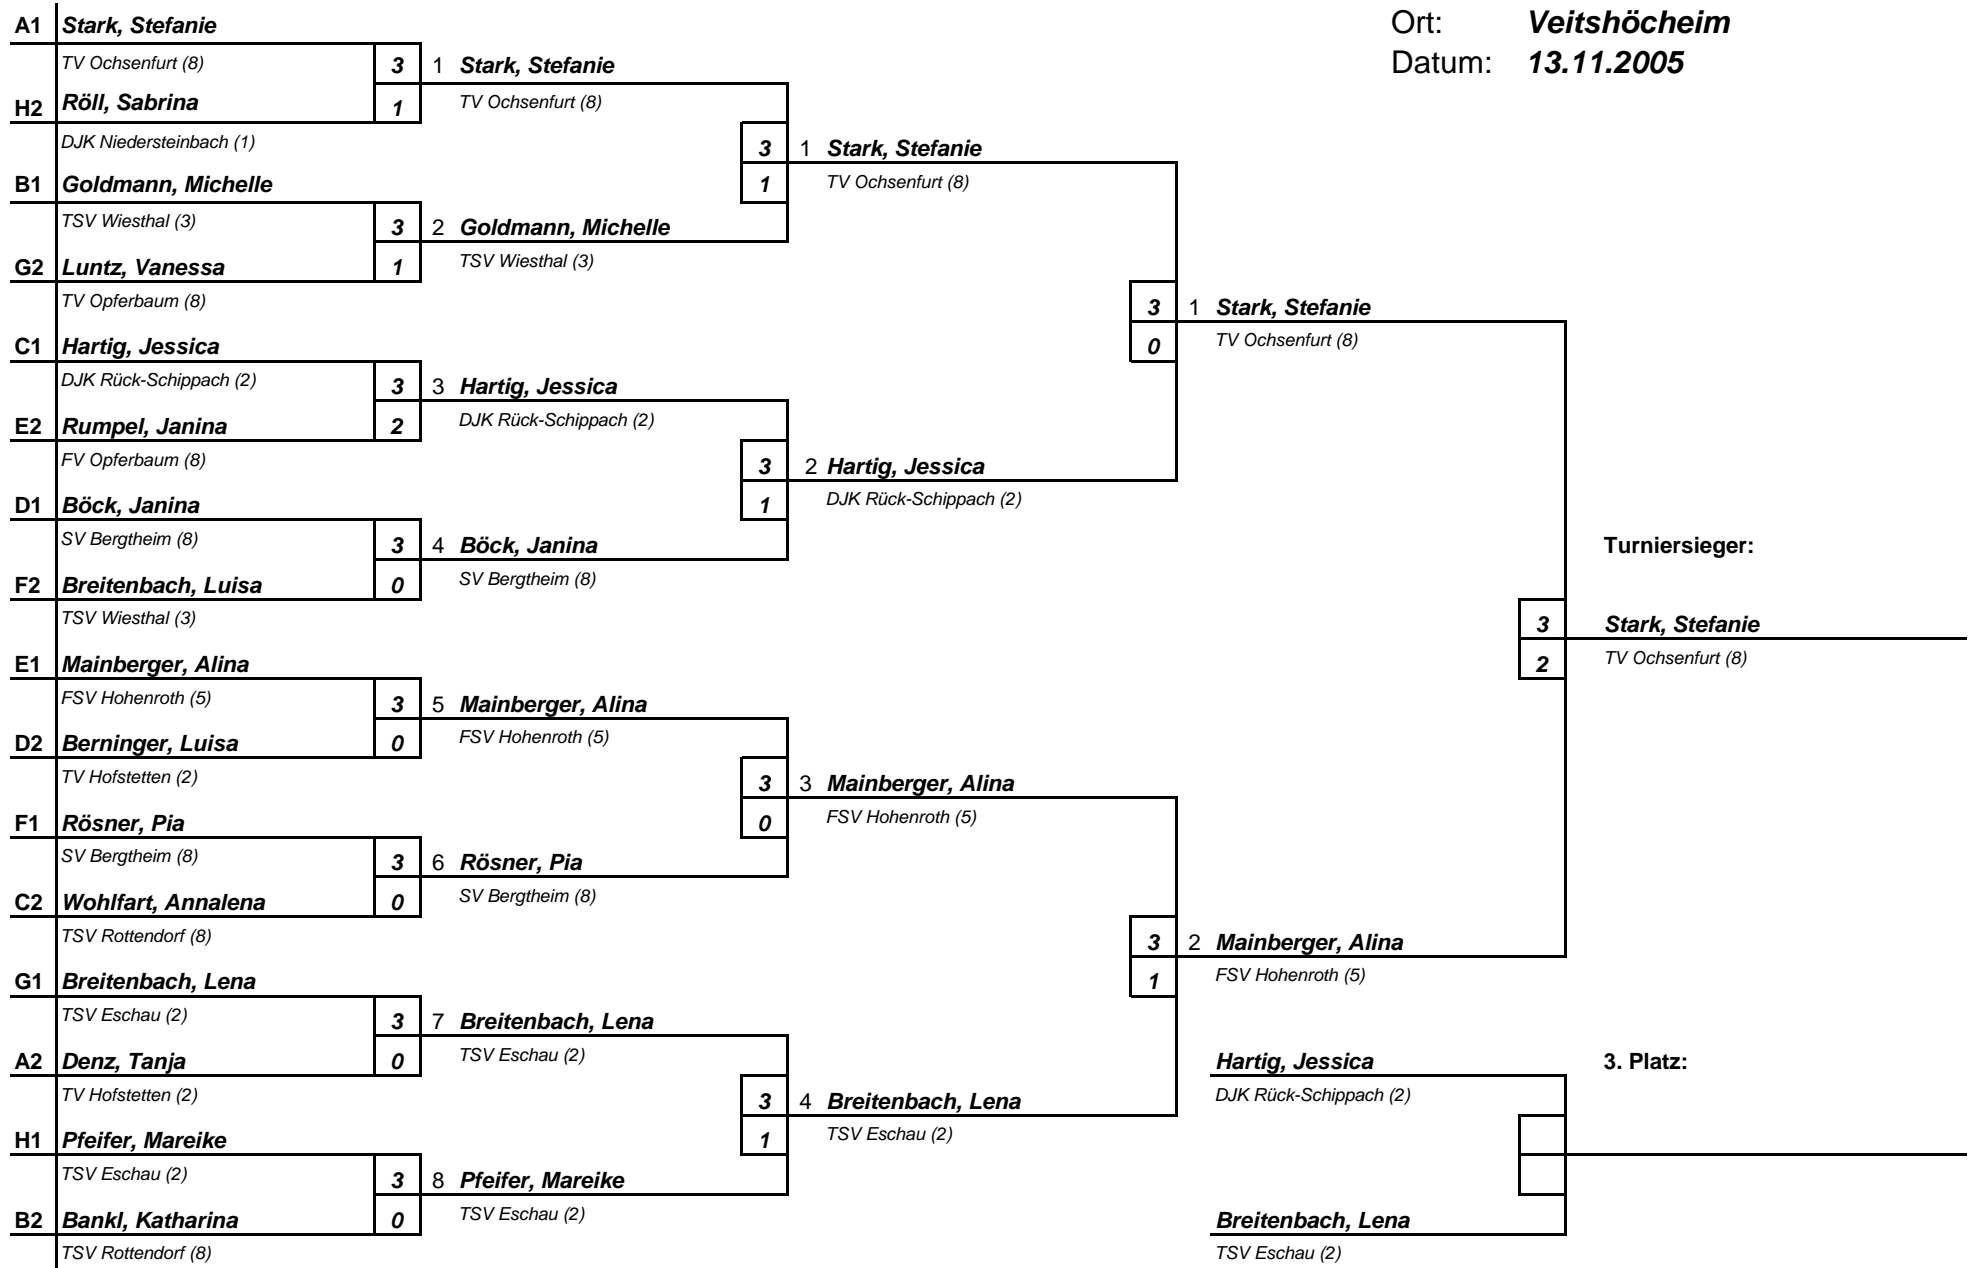 A1 Stark, Stefanie
Ort: Veitshöcheim
TV Ochsenfurt (8) 3 1 Stark, Stefanie
Datum: 13.11.2005
H2 Röll, Sabrina 1 TV Ochsenfurt (8)
DJK Niedersteinbach (1) 3 1 Stark, Stefanie
B1 Goldmann, Michelle 1 TV Ochsenfurt (8)
TSV Wiesthal (3) 3 2 Goldmann, Michelle
G2 Luntz, Vanessa 1 TSV Wiesthal (3)
TV Opferbaum (8) 3 1 Stark, Stefanie
C1 Hartig, Jessica 0 TV Ochsenfurt (8)
DJK Rück-Schippach (2) 3 3 Hartig, Jessica
E2 Rumpel, Janina 2 DJK Rück-Schippach (2)
FV Opferbaum (8) 3 2 Hartig, Jessica
D1 Böck, Janina 1 DJK Rück-Schippach (2)
SV Bergtheim (8) 3 4 Böck, Janina Turniersieger:
F2 Breitenbach, Luisa 0 SV Bergtheim (8)
TSV Wiesthal (3) 3 Stark, Stefanie
E1 Mainberger, Alina 2 TV Ochsenfurt (8)
FSV Hohenroth (5) 3 5 Mainberger, Alina
D2 Berninger, Luisa 0 FSV Hohenroth (5)
TV Hofstetten (2) 3 3 Mainberger, Alina
F1 Rösner, Pia 0 FSV Hohenroth (5)
SV Bergtheim (8) 3 6 Rösner, Pia
C2 Wohlfart, Annalena 0 SV Bergtheim (8)
TSV Rottendorf (8) 3 2 Mainberger, Alina
G1 Breitenbach, Lena 1 FSV Hohenroth (5)
TSV Eschau (2) 3 7 Breitenbach, Lena
A2 Denz, Tanja 0 TSV Eschau (2) Hartig, Jessica 3. Platz:
TV Hofstetten (2) 3 4 Breitenbach, Lena DJK Rück-Schippach (2)
H1 Pfeifer, Mareike 1 TSV Eschau (2)
TSV Eschau (2) 3 8 Pfeifer, Mareike
B2 Bankl, Katharina 0 TSV Eschau (2) Breitenbach, Lena
TSV Rottendorf (8) TSV Eschau (2)